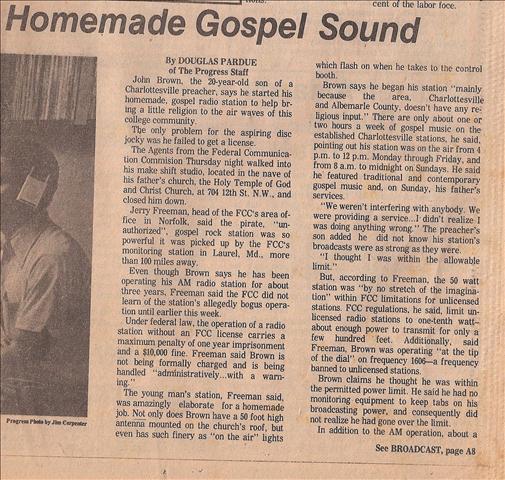 cent of the labor foce.
Homemade Gospel Sound
By DOUGLAS PARDUE
of The Progress Staff
John Brown, the 20-year-old son of a
Charlottesville preacher, says he started his
homemade, gospel radio station to help br-
ing a little religion to the air waves of this
college community.
The only problem for the aspiring disc
jocky was he failed to get a license.
The Agents from the Federal Communica-
tion Commision Thursday night walked into
his make shift studio, located in the nave of
his father's church, the Holy Temple of God
and Christ Church, at 704 12th St. N.W., and
closed him down.
Jerry Freeman, head of the FCC's area of-
fice in Norfolk, said the pirate, "un-
authorized", gospel rock station was so
powerful it was picked up by the FCC's
monitoring station in Laurel, Md., more
than 100 miles away.
Even though Brown says he has been
operating his AM radio station for about
three years, Freeman said the FCC did not
learn of the station's allegedly bogus opera-
tion until earlier this week.
Under federal law, the operation of a radio
station without an FCC license carries a
maximum penalty of one year imprisonment
and a $10,000 fine. Freeman said Brown is
not being formally charged and is being
handled "administratively...with a warn-
ing."
The young man's station, Freeman said,
was amazingly elaborate for a homemade
job. Not only does Brown have a 50 foot high
antenna mounted on the church's roof, but
even has such finery as "on the air" lights
Progress Photo by Jim Carpenter
which flash on when he takes to the control
booth.
Brown says he began his station "mainly
because the area, Charlottesville
and Albemarle County, doesn't have any re-
ligious input." There are only about one or
two hours a week of gospel music on the
established Charlottesville stations, he said,
pointing out his station was on the air from 4
p.m. to 12 p.m. Monday through Friday, and
from 8 a.m. to midnight on Sundays. He said
he featured traditional and contemporary
gospel music and, on Sunday, his father's
services.
"We weren't interfering with anybody. We
were providing a service...I didn't realize I
was doing anything wrong." The preacher's
son added he did not know his station's
broadcasts were as strong as they were.
"I thought I was within the allowable
limit."
But, according to Freeman, the 50 watt
station was "by no stretch of the imagina-
tion" within FCC limitations for unlicensed
stations. FCC regulations, he said, limit un-
licensed radio stations to one-tenth watt—
about enough power to transmit for only a
few hundred feet. Additionally, said
Freeman, Brown was operating "at the tip
of the dial" on frequency 1606—a frequency
banned to unlicensed stations.
Brown claims he thought he was within
the permitted power limit. He said he had no
monitoring equipment to keep tabs on his
broadcasting power, and consequently did
not realize he had gone over the limit.
In addition to the AM operation, about a
See BROADCAST, page A8